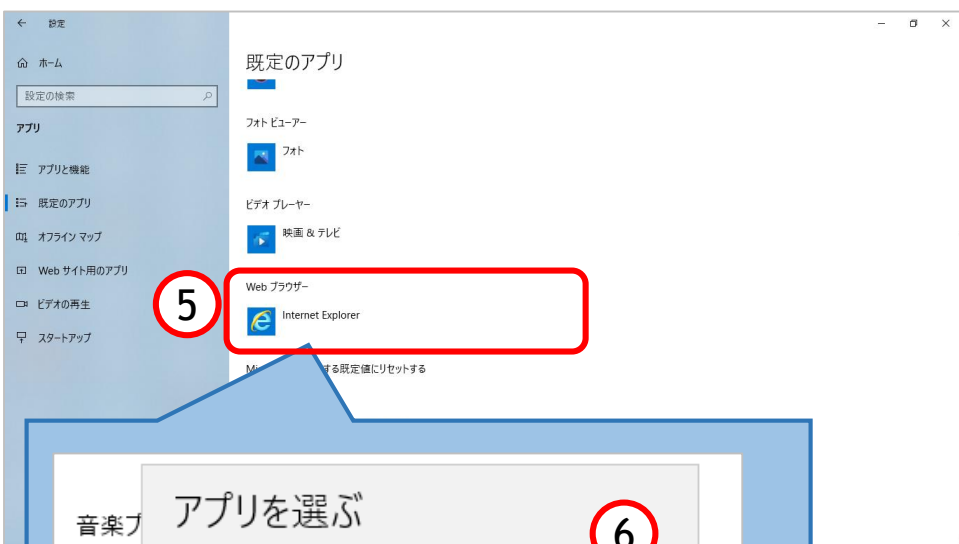 設定
ホーム
設定の検索
アプリ
アプリと機能
既定のアプリ
オフライン マップ
Web サイト用のアプリ
ビデオの再生
スタートアップ
既定のアプリ
フォト ビューアー
フォト
ビデオ プレーヤー
映画 & テレビ
5
Web ブラウザー
Internet Explorer
する既定値にリセットする
音楽プ
アプリを選ぶ
6